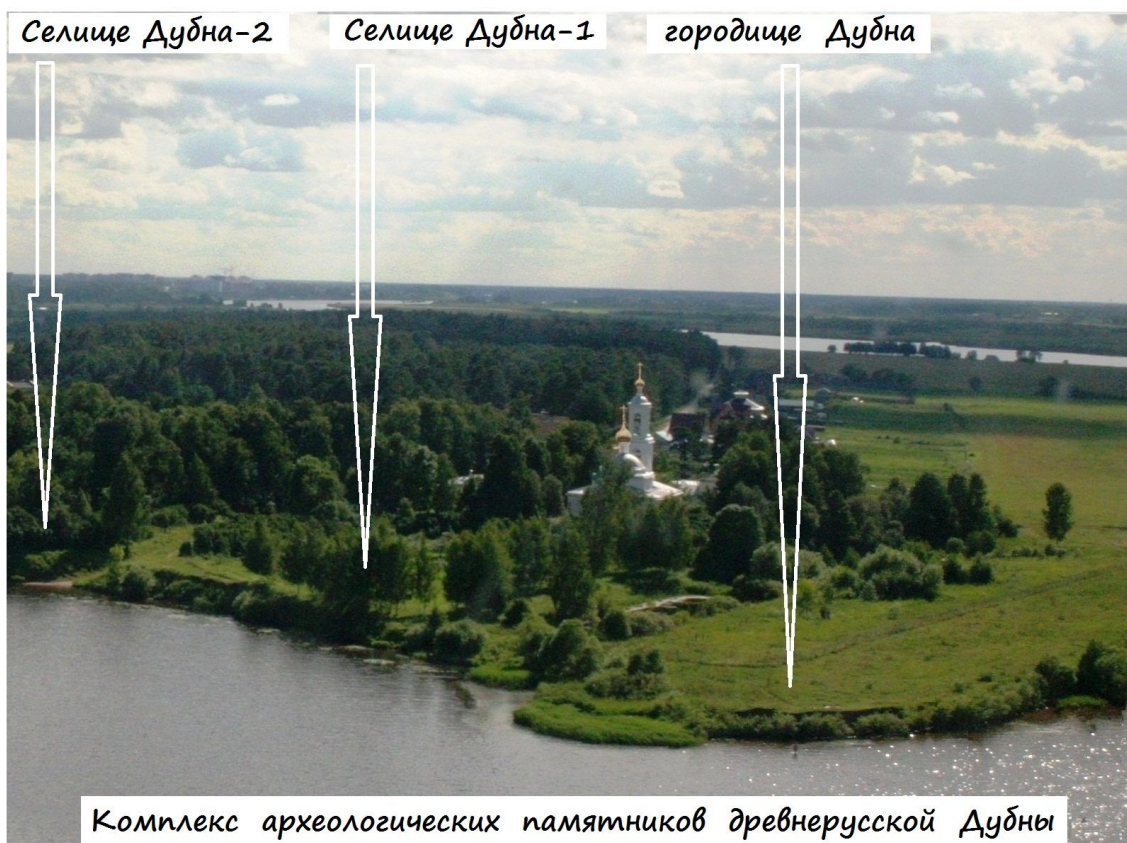 Селище Дубна-2
Селище Дубна-1
городище Дубна
Комплекс археологических памятников древнерусской Дубны